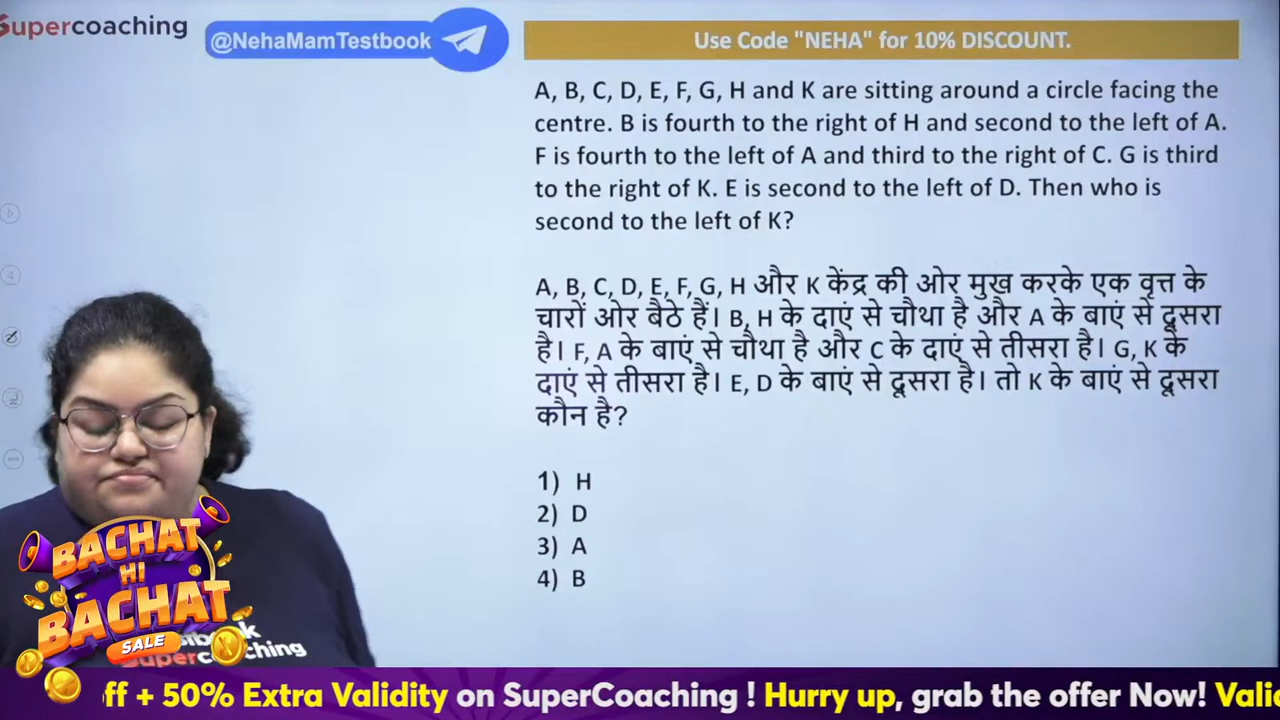 Supercoaching
@NehaMamTestbook
Use Code "NEHA" for 10% DISCOUNT.
A, B, C, D, E, F, G, H and K are sitting around a circle facing the
centre. B is fourth to the right of H and second to the left of A.
F is fourth to the left of A and third to the right of C. G is third
to the right of K. E is second to the left of D. Then who is
second to the left of K?
A, B, C, D, E, F, G, H और K केंद्र की ओर मुख करके एक वृत्त के
चारों ओर बैठे हैं। B, H के दाएं से चौथा है और A के बाएं से दूसरा
है। F, A के बाएं से चौथा है और C के दाएं से तीसरा है। G, K के
दाएं से तीसरा है। E, D के बाएं से दूसरा है। तो K के बाएं से दूसरा
कौन है?
1) H
2) D
3) A
4) B
BACHAT
HI
BACHAT
SALE
ff + 50% Extra Validity on SuperCoaching ! Hurry up, grab the offer Now! Valid